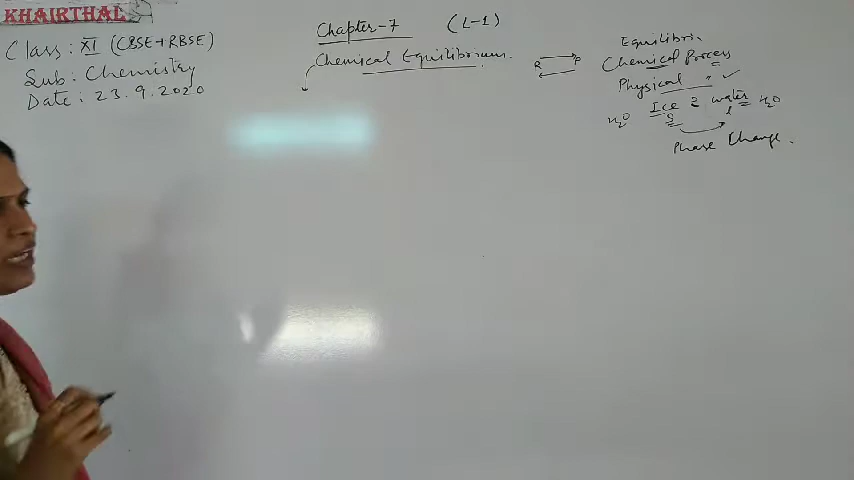 KHAIRTHAL
Class: XI (CBSE+RBSE)
Sub: Chemistry
Date: 23.9.2020
Chapter-7 (L-1)
Chemical Equilibrium.
R ⇄ P
Equilibri
Chemical Process
Physical " ✓
Ice ⇌ water H2O
H2O S l
Phase Change.